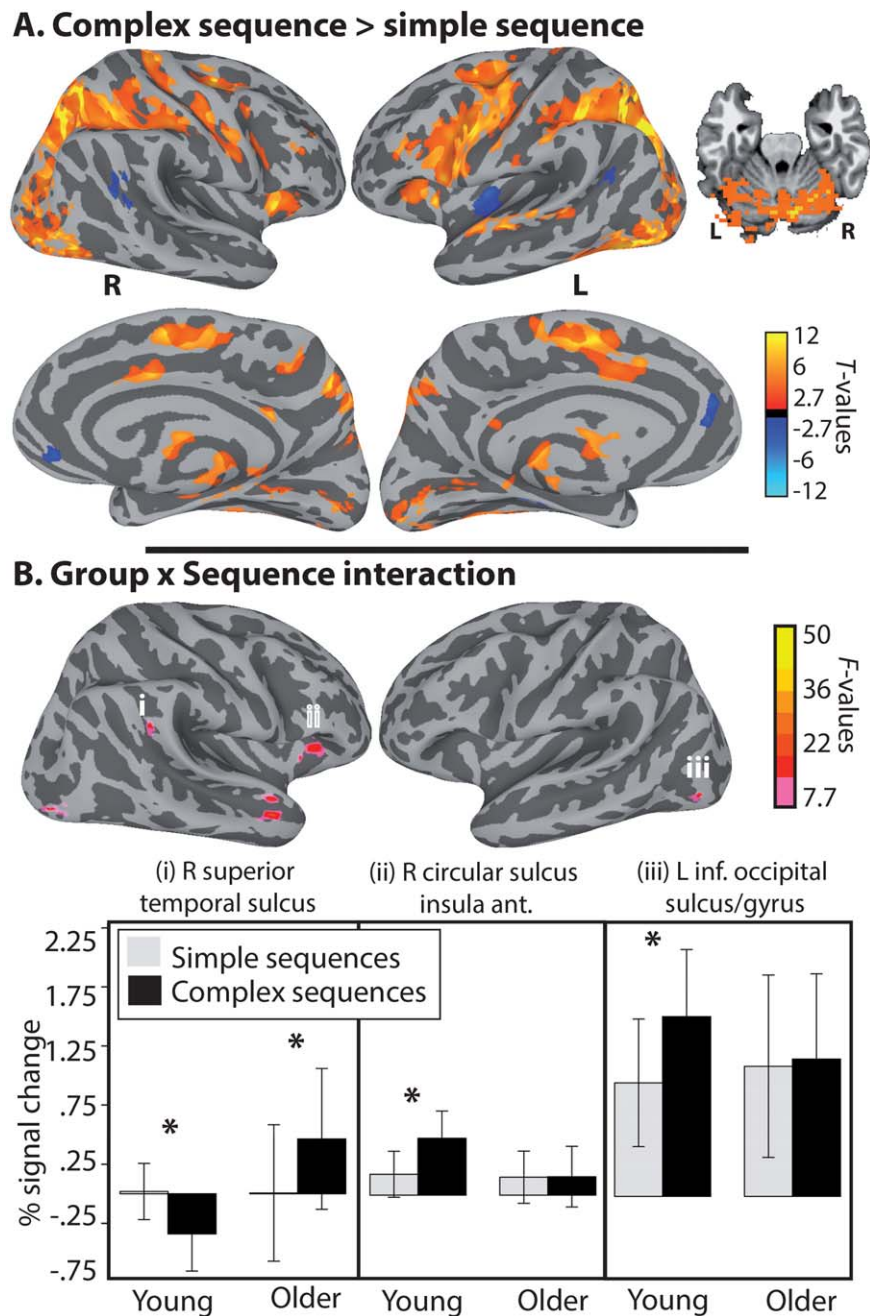 A. Complex sequence > simple sequence
L
R
R
L
12
6
2.7
-2.7
-6
-12
T-values
B. Group x Sequence interaction
i
ii
iii
50
36
22
7.7
F-values
(i) R superior
temporal sulcus
(ii) R circular sulcus
insula ant.
(iii) L inf. occipital
sulcus/gyrus
2.25
1.75
1.25
.75
.25
-.25
-.75
% signal change
Simple sequences
Complex sequences
*
*
*
*
Young
Older
Young
Older
Young
Older